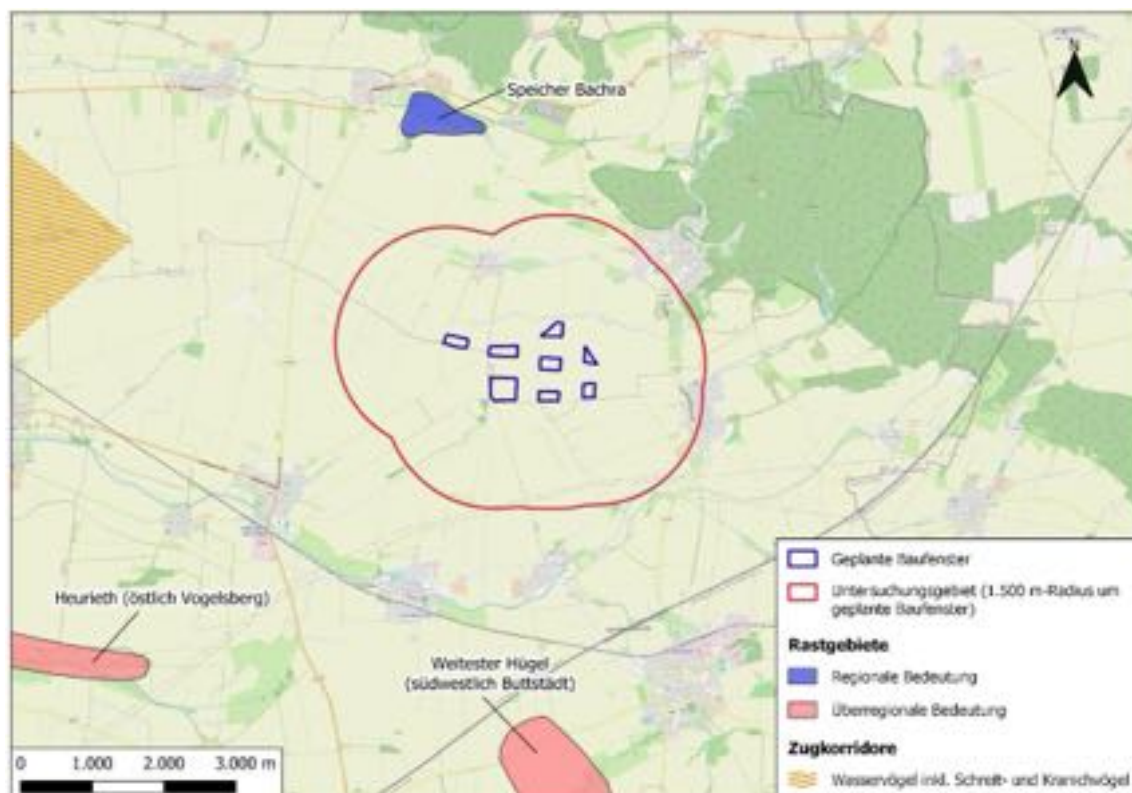 Speicher Bachra
N
Heurieth (östlich Vogelsberg)
Weitester Hügel
(südwestlich Buttstädt)
Geplante Baufenster
Untersuchungsgebiet (1.500 m-Radius um
geplante Baufenster)
Rastgebiete
Regionale Bedeutung
Überregionale Bedeutung
Zugkorridore
Wasservögel inkl. Schreit- und Kranichvögel
0 1.000 2.000 3.000 m